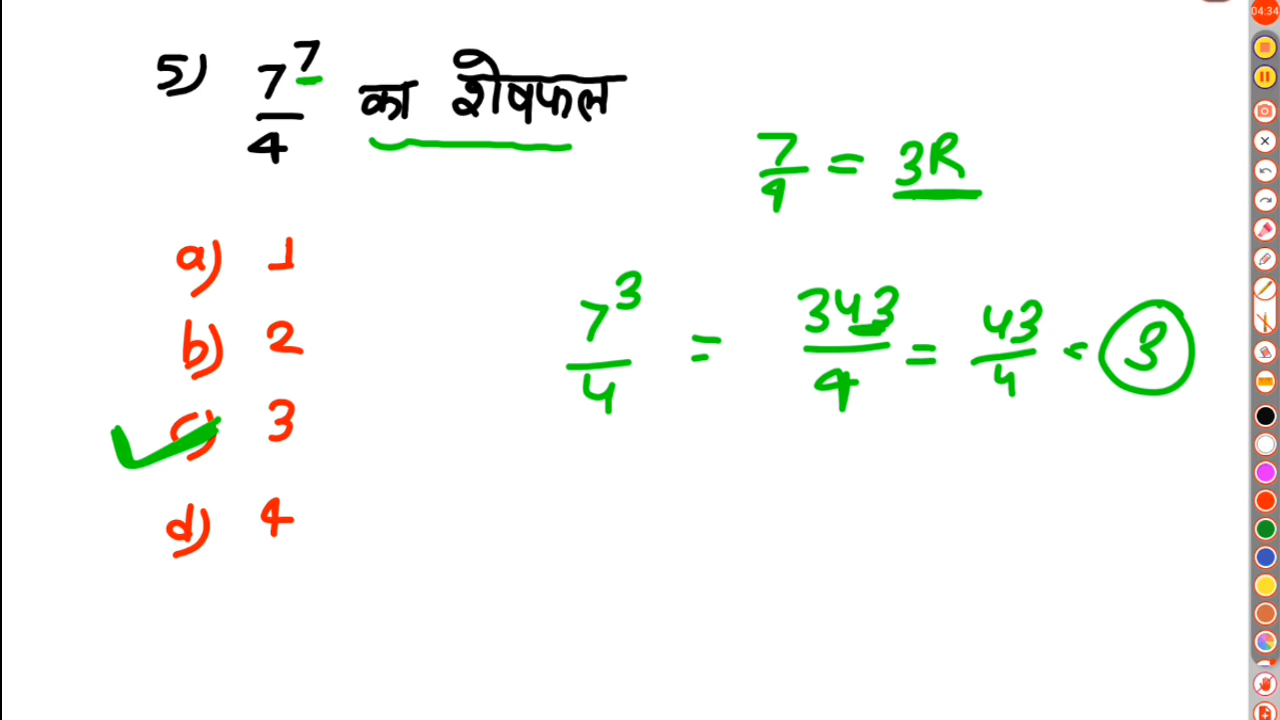 04:34
5) 7^7/4 का शेषफल
7/4 = 3R
a) 1
b) 2
c) 3
d) 4
7^3/4 = 343/4 = 43/4 = 3